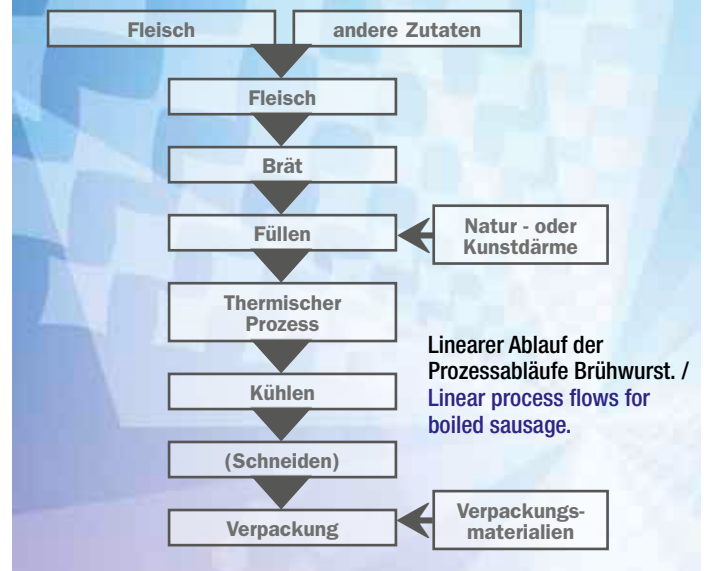 Fleisch
andere Zutaten
Fleisch
Brät
Füllen
Natur - oder
Kunstdärme
Thermischer
Prozess
Linearer Ablauf der
Prozessabläufe Brühwurst. /
Linear process flows for
boiled sausage.
Kühlen
(Schneiden)
Verpackung
Verpackungs-
materialien